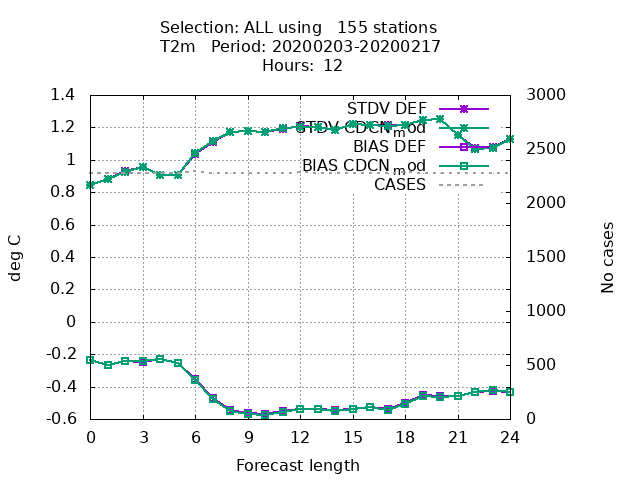 Selection: ALL using   155 stations
T2m   Period: 20200203-20200217
Hours:  12
1.4
1.2
1
0.8
0.6
0.4
0.2
0
-0.2
-0.4
-0.6
deg C
STDV DEF
STDV CDCN_mod
BIAS DEF
BIAS CDCN_mod
CASES
3000
2500
2000
1500
1000
500
0
No cases
0 3 6 9 12 15 18 21 24
Forecast length